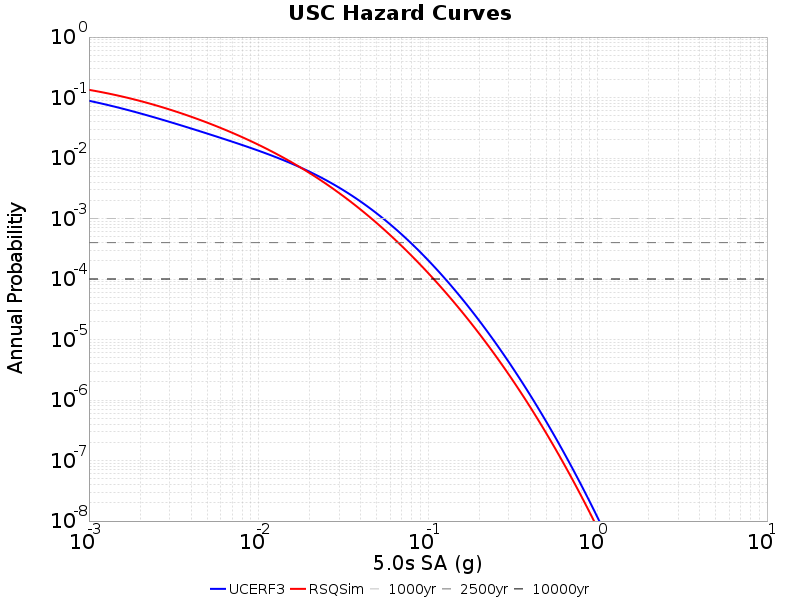 USC Hazard Curves
10^0
10^-1
10^-2
10^-3
10^-4
10^-5
10^-6
10^-7
10^-8
Annual Probabilitiy
10^-3 10^-2 10^-1 10^0 10^1
5.0s SA (g)
UCERF3 RSQSim 1000yr 2500yr 10000yr